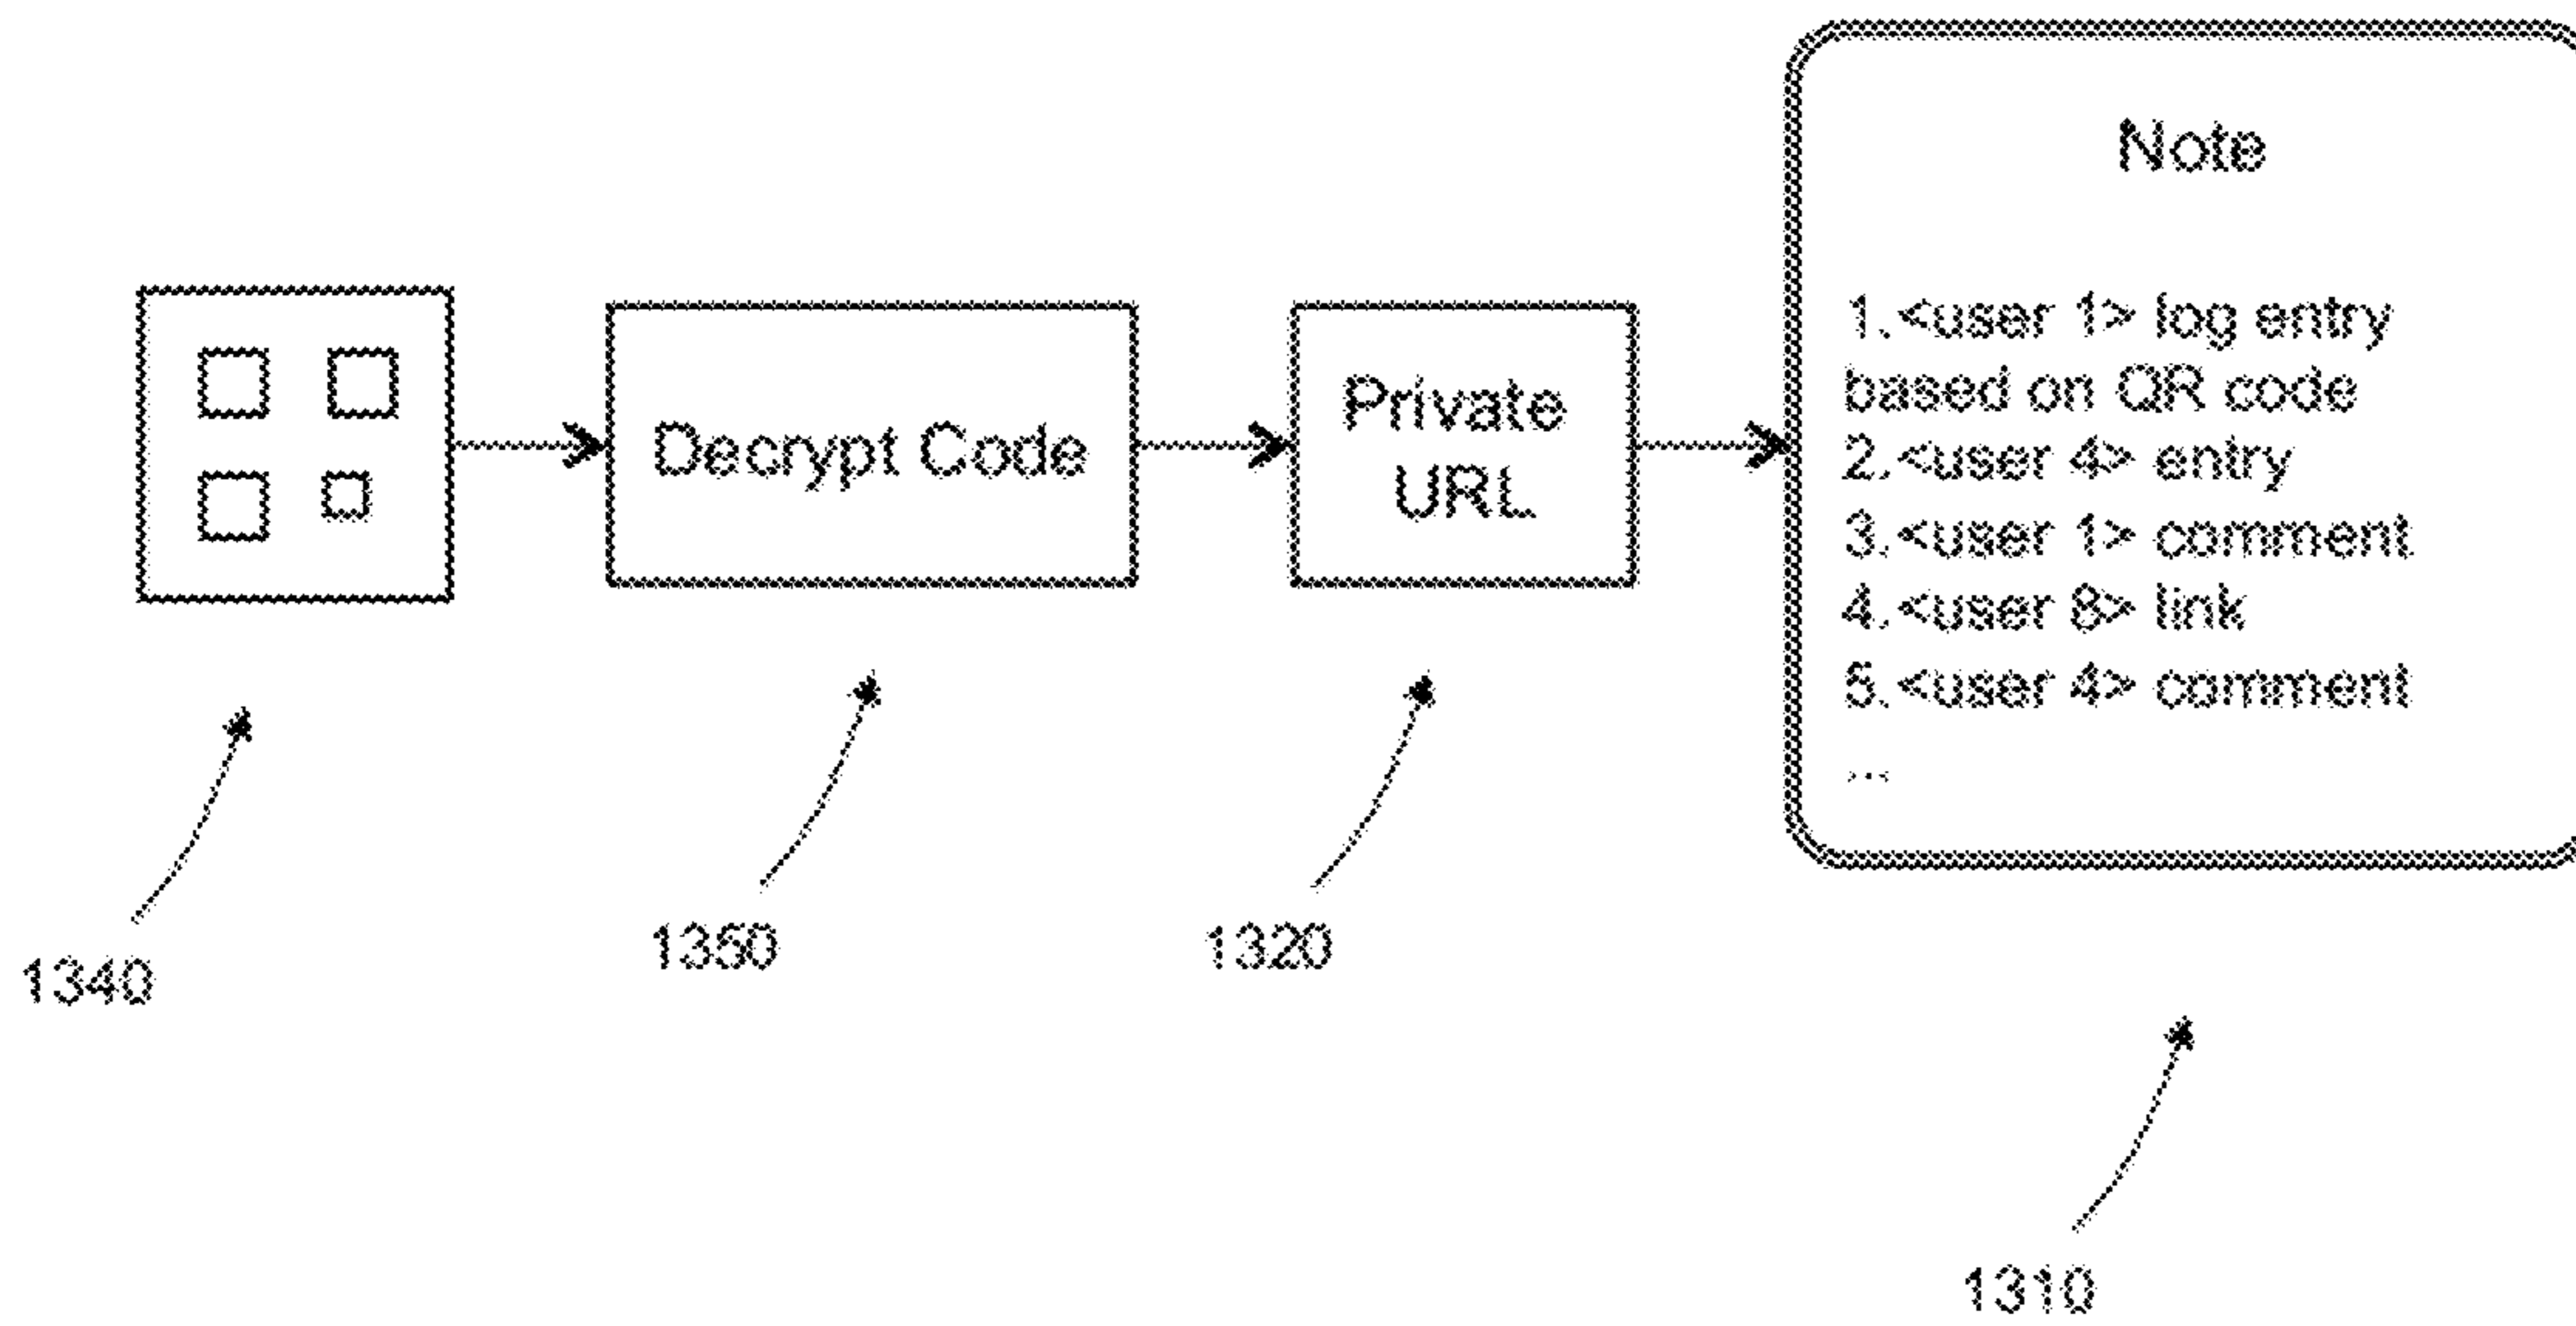 Note
1.<user 1> log entry
based on QR code
2.<user 4> entry
3.<user 1> comment
4.<user 8> link
5.<user 4> comment
...
Decrypt Code
Private
URL
1340
1350
1320
1310